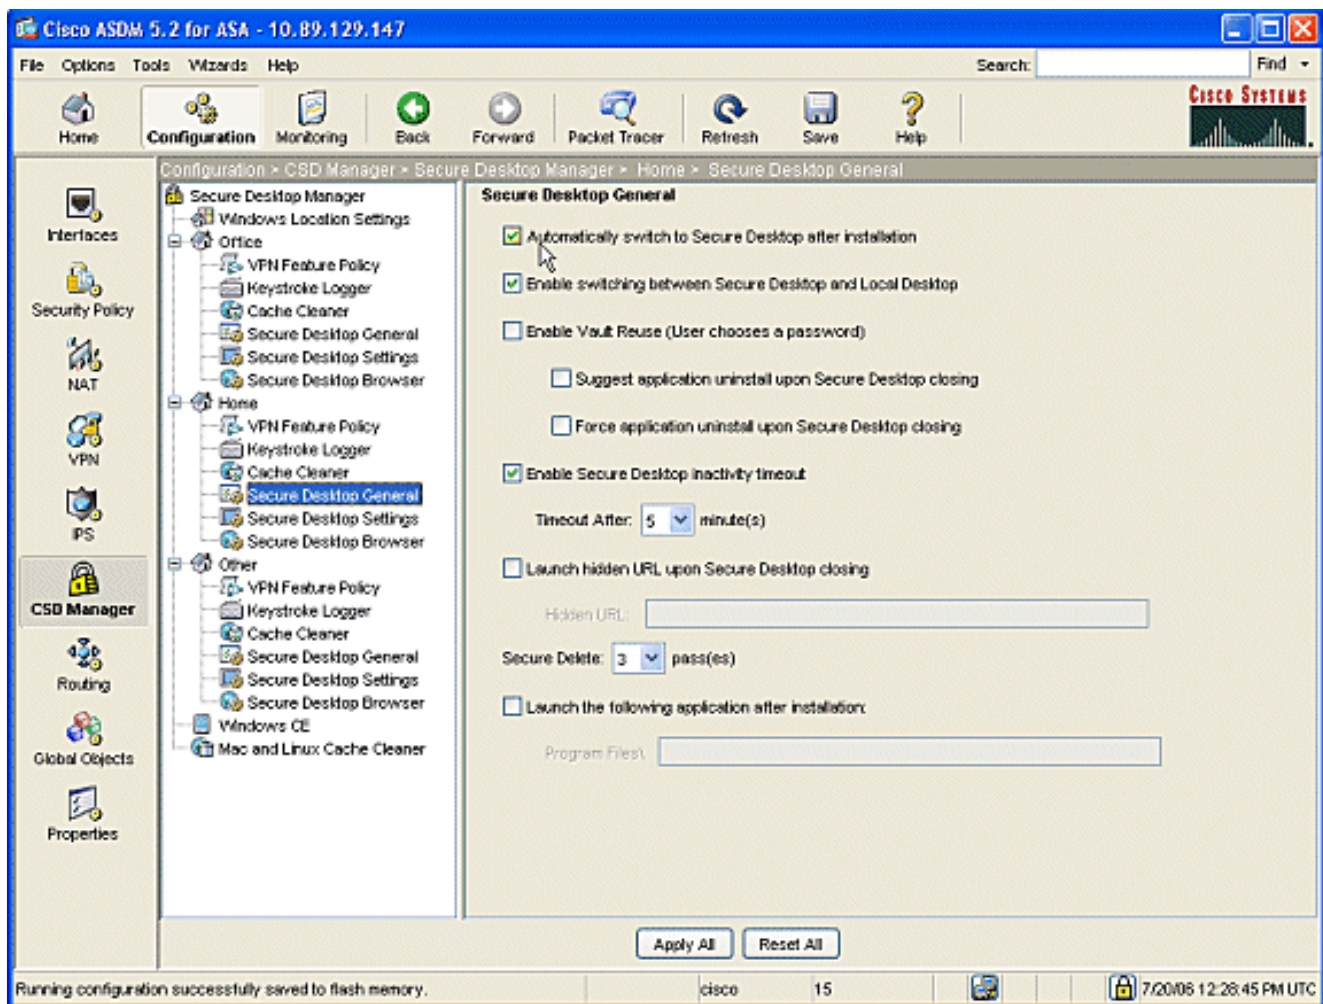 Cisco ASDM 5.2 for ASA - 10.89.129.147
File Options Tools Wizards Help Search: Find
Home Configuration Monitoring Back Forward Packet Tracer Refresh Save Help
CISCO SYSTEMS
Configuration > CSD Manager > Secure Desktop Manager > Home > Secure Desktop General
Interfaces
Security Policy
NAT
VPN
IPS
CSD Manager
Routing
Global Objects
Properties
Secure Desktop Manager
Windows Location Settings
Office
VPN Feature Policy
Keystroke Logger
Cache Cleaner
Secure Desktop General
Secure Desktop Settings
Secure Desktop Browser
Home
VPN Feature Policy
Keystroke Logger
Cache Cleaner
Secure Desktop General
Secure Desktop Settings
Secure Desktop Browser
Other
VPN Feature Policy
Keystroke Logger
Cache Cleaner
Secure Desktop General
Secure Desktop Settings
Secure Desktop Browser
Windows CE
Mac and Linux Cache Cleaner
Secure Desktop General
Automatically switch to Secure Desktop after installation
Enable switching between Secure Desktop and Local Desktop
Enable Vault Reuse (User chooses a password)
Suggest application uninstall upon Secure Desktop closing
Force application uninstall upon Secure Desktop closing
Enable Secure Desktop inactivity timeout
Timeout After: 5 minute(s)
Launch hidden URL upon Secure Desktop closing
Hidden URL:
Secure Delete: 3 pass(es)
Launch the following application after installation:
Program Files\
Apply All Reset All
Running configuration successfully saved to flash memory. cisco 15 7/20/06 12:28:45 PM UTC